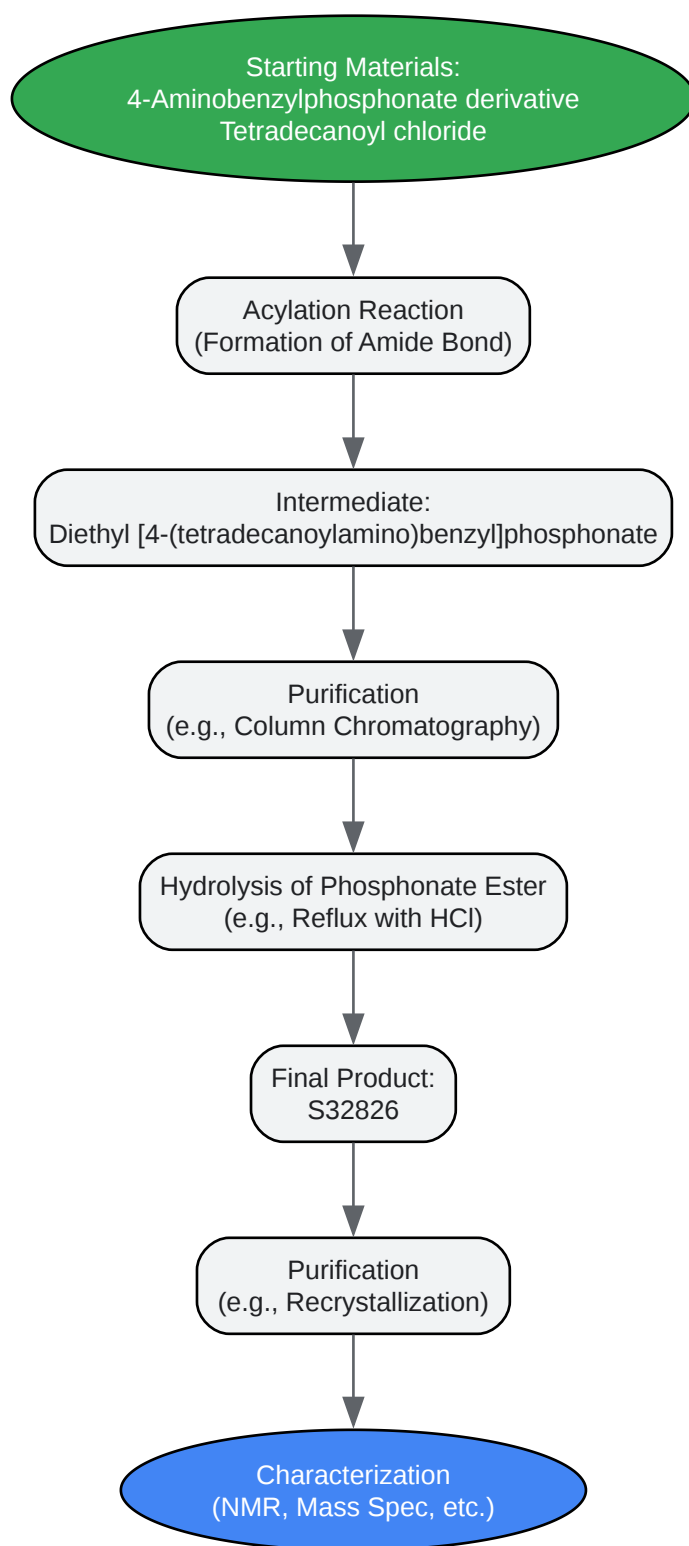 Starting Materials:
4-Aminobenzylphosphonate derivative
Tetradecanoyl chloride
Acylation Reaction
(Formation of Amide Bond)
Intermediate:
Diethyl [4-(tetradecanoylamino)benzyl]phosphonate
Purification
(e.g., Column Chromatography)
Hydrolysis of Phosphonate Ester
(e.g., Reflux with HCl)
Final Product:
S32826
Purification
(e.g., Recrystallization)
Characterization
(NMR, Mass Spec, etc.)